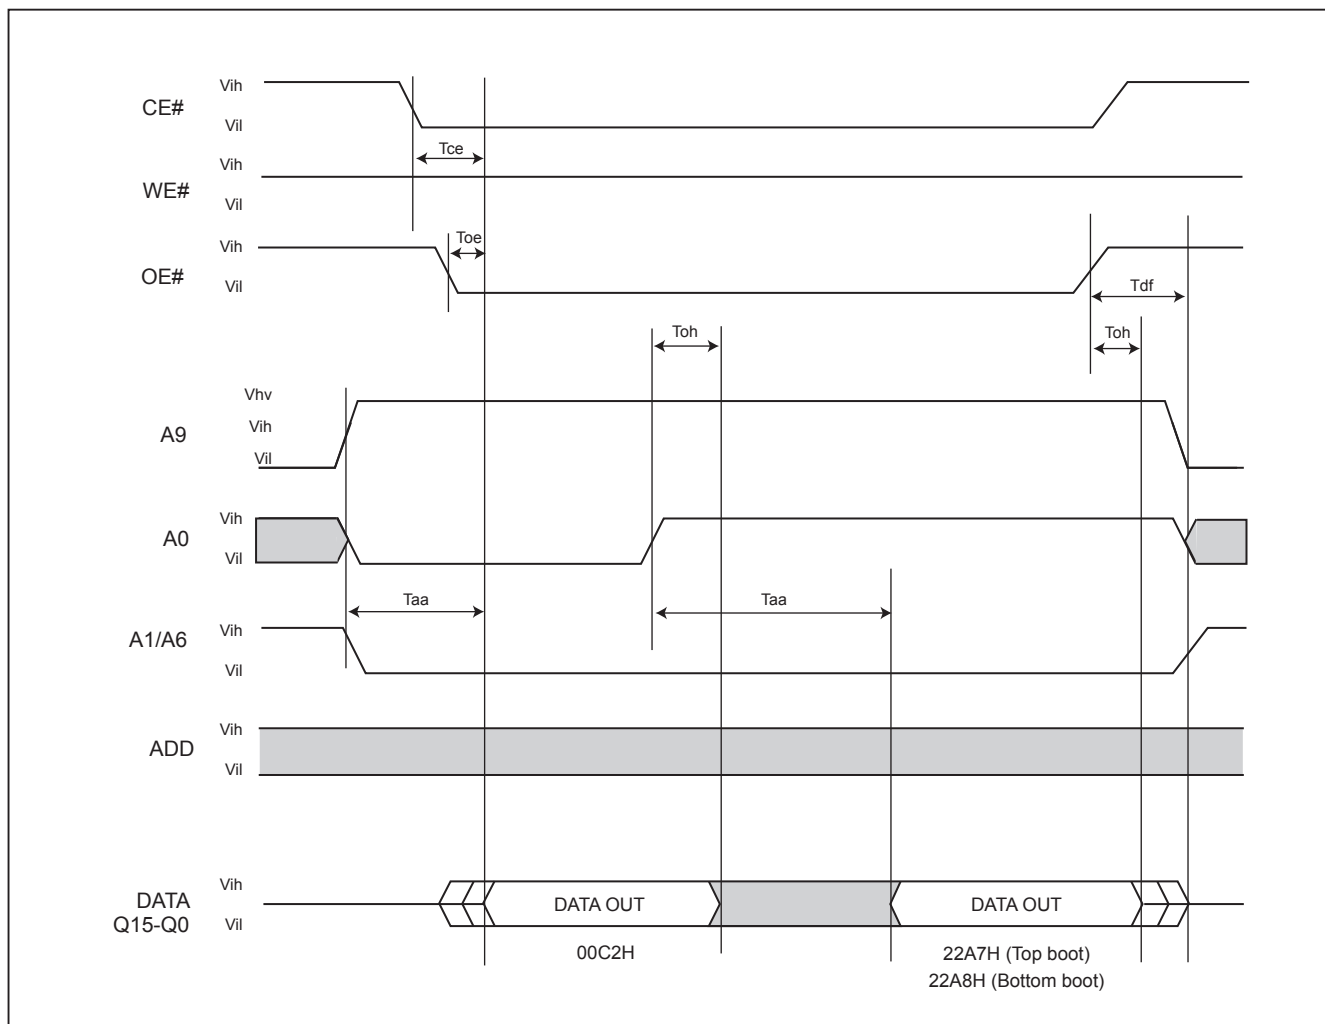 Vih
CE#
Vil
Tce
Vih
WE#
Vil
Toe
Vih
OE#
Vil
Tdf
Toh
Toh
Vhv
A9
Vih
Vil
Vih
A0
Vil
Taa
Taa
Vih
A1/A6
Vil
Vih
ADD
Vil
Vih
DATA
Q15-Q0
Vil
DATA OUT
DATA OUT
00C2H
22A7H (Top boot)
22A8H (Bottom boot)